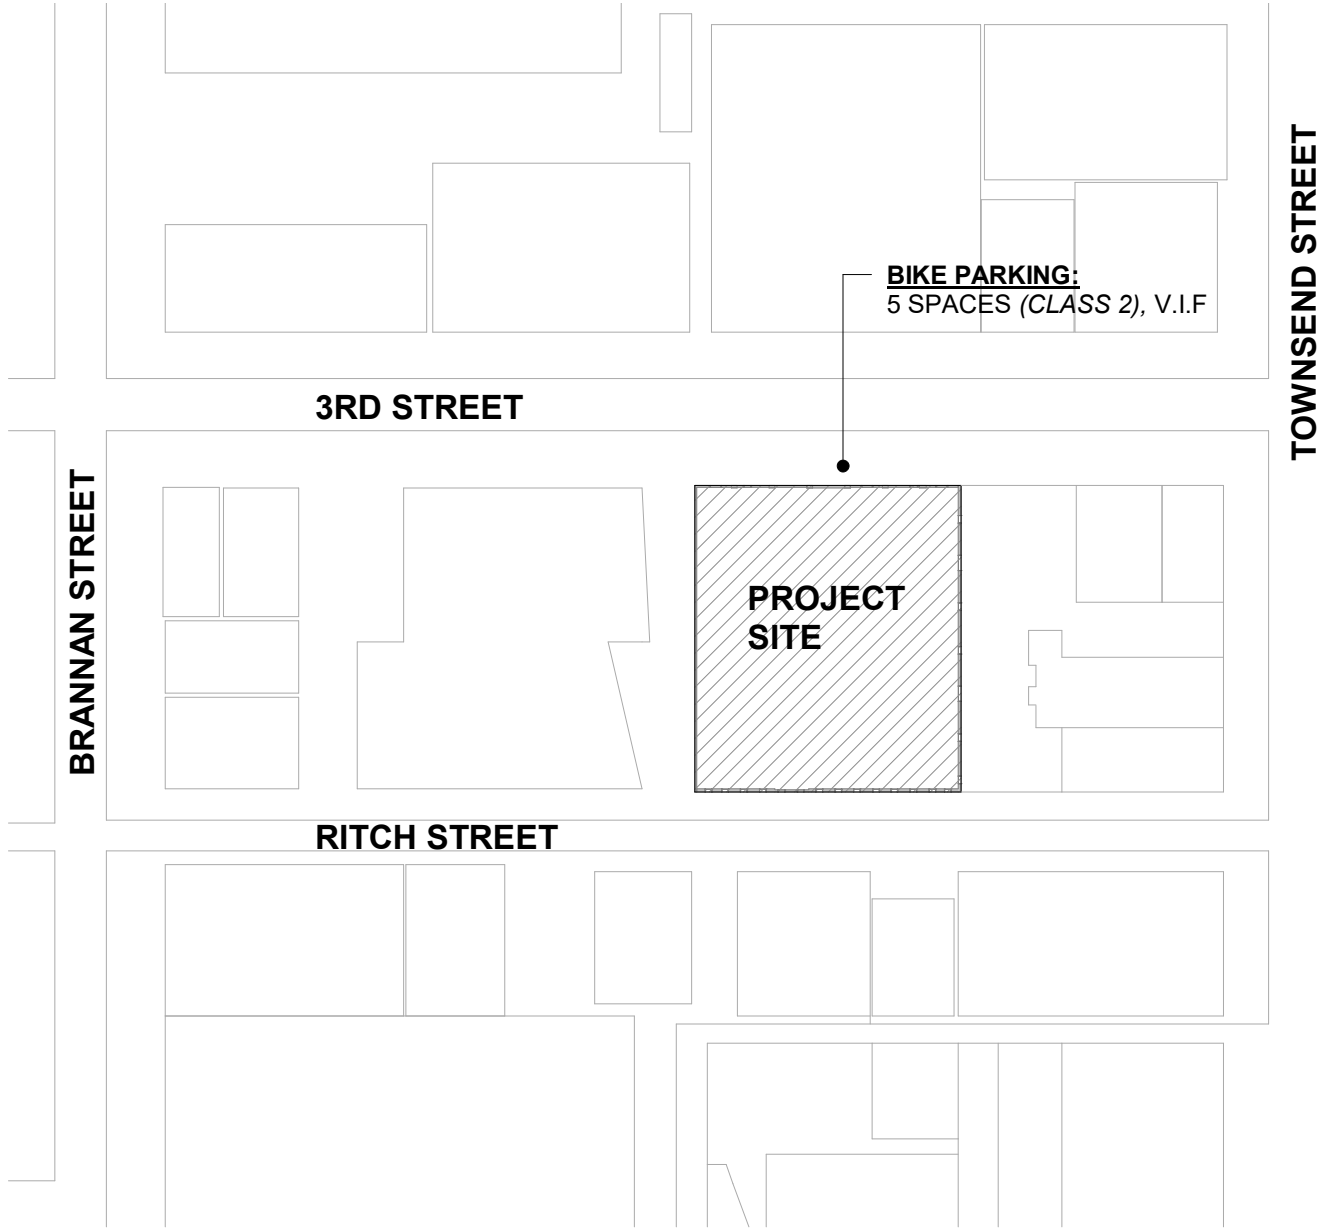 TOWNSEND STREET
BIKE PARKING:
5 SPACES (CLASS 2), V.I.F
3RD STREET
BRANNAN STREET
PROJECT
SITE
RITCH STREET